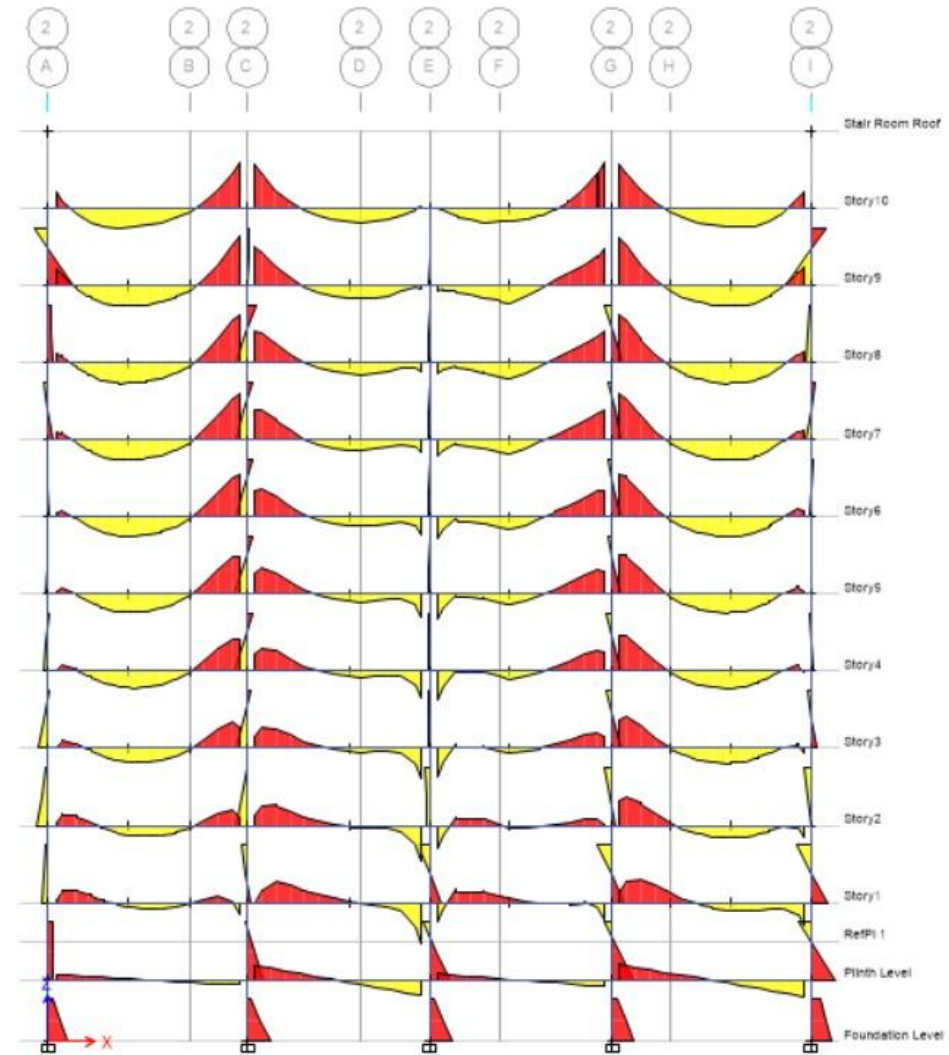 2 2 2 2 2 2 2 2 2
A B C D E F G H I
Stair Room Roof
Story10
Story9
Story8
Story7
Story6
Story5
Story4
Story3
Story2
Story1
RefPl 1
Plinth Level
Z
X
Foundation Level